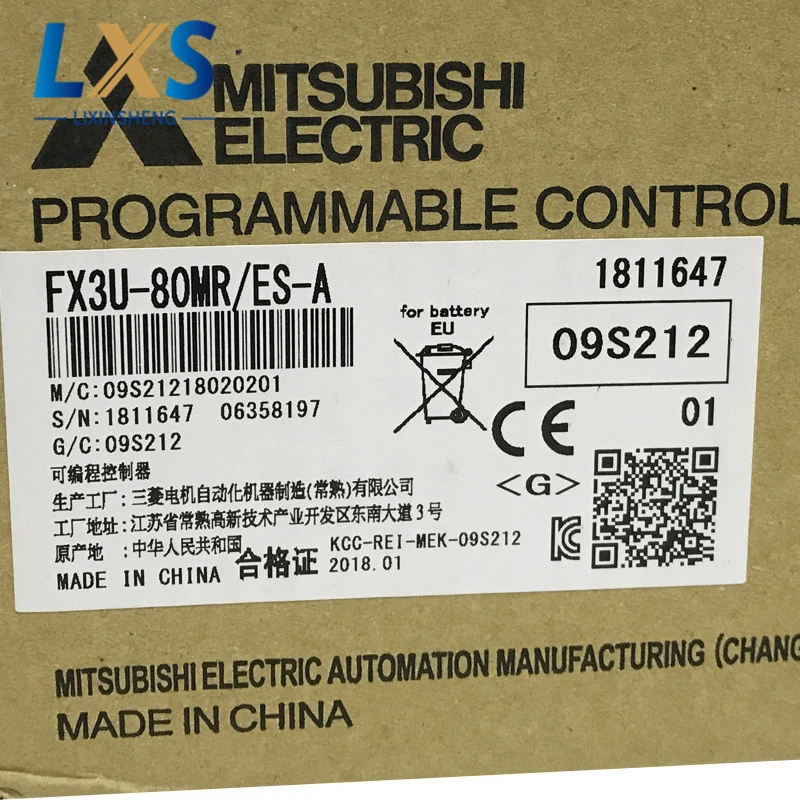 LXS
LIXINSHENG
MITSUBISHI
ELECTRIC
PROGRAMMABLE CONTROL
FX3U-80MR/ES-A
1811647
for battery
EU
09S212
M/C:09S21218020201
S/N:1811647 06358197
01
G/C:09S212
CE
<G>
可编程控制器
生产工厂:三菱电机自动化机器制造(常熟)有限公司
工厂地址:江苏省常熟高新技术产业开发区东南大道3号
原产地 :中华人民共和国
合格证
KCC-REI-MEK-09S212
MADE IN CHINA
2018.01
MITSUBISHI ELECTRIC AUTOMATION MANUFACTURING (CHANG
MADE IN CHINA